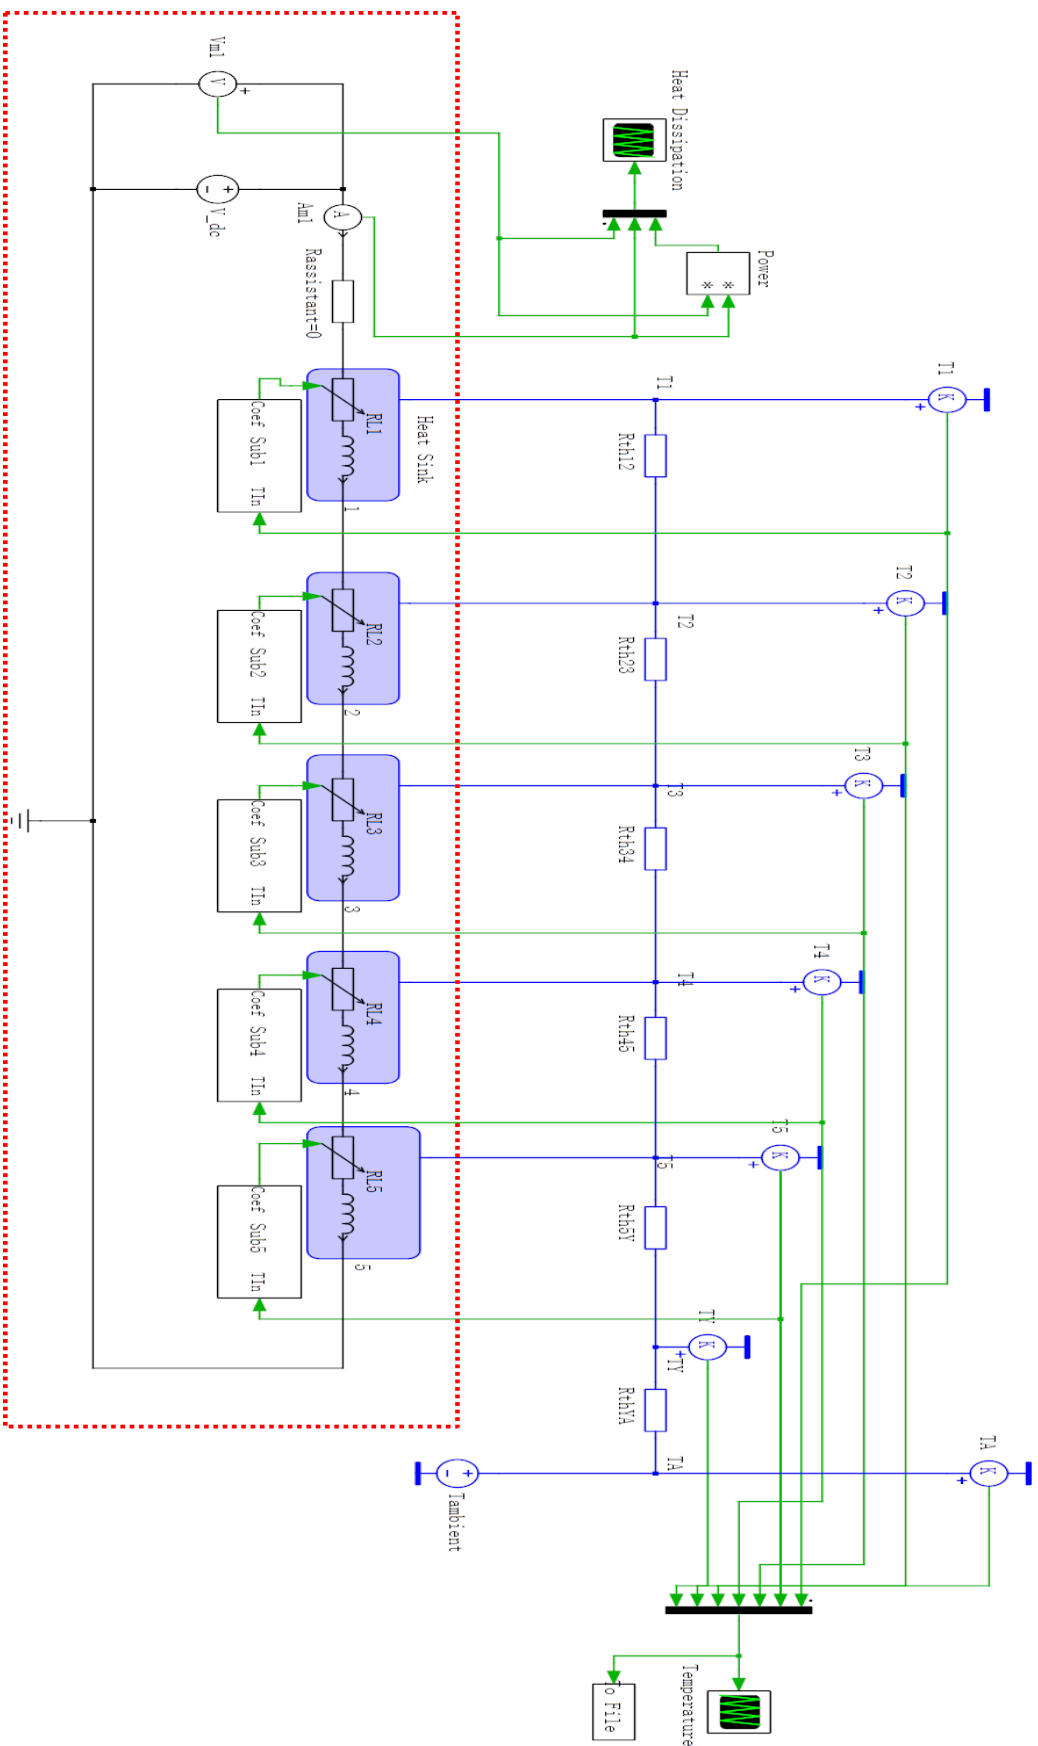 Vm1
V
+
+
-
V_dc
A
Am1
Rassistant=0
Heat Dissipation
Power
*
*
Heat Sink
RL1
Coef Sub1 TIn
1
RL2
Coef Sub2 TIn
2
RL3
Coef Sub3 TIn
3
RL4
Coef Sub4 TIn
4
RL5
Coef Sub5 TIn
5
T1
Rth12
T2
Rth23
T3
Rth34
T4
Rth45
T5
Rth5Y
TY
RthYA
TA
T1
K
+
T2
K
+
T3
K
+
T4
K
+
T5
K
+
TY
K
+
TA
K
+
+
-
Tambient
Temperature
To File